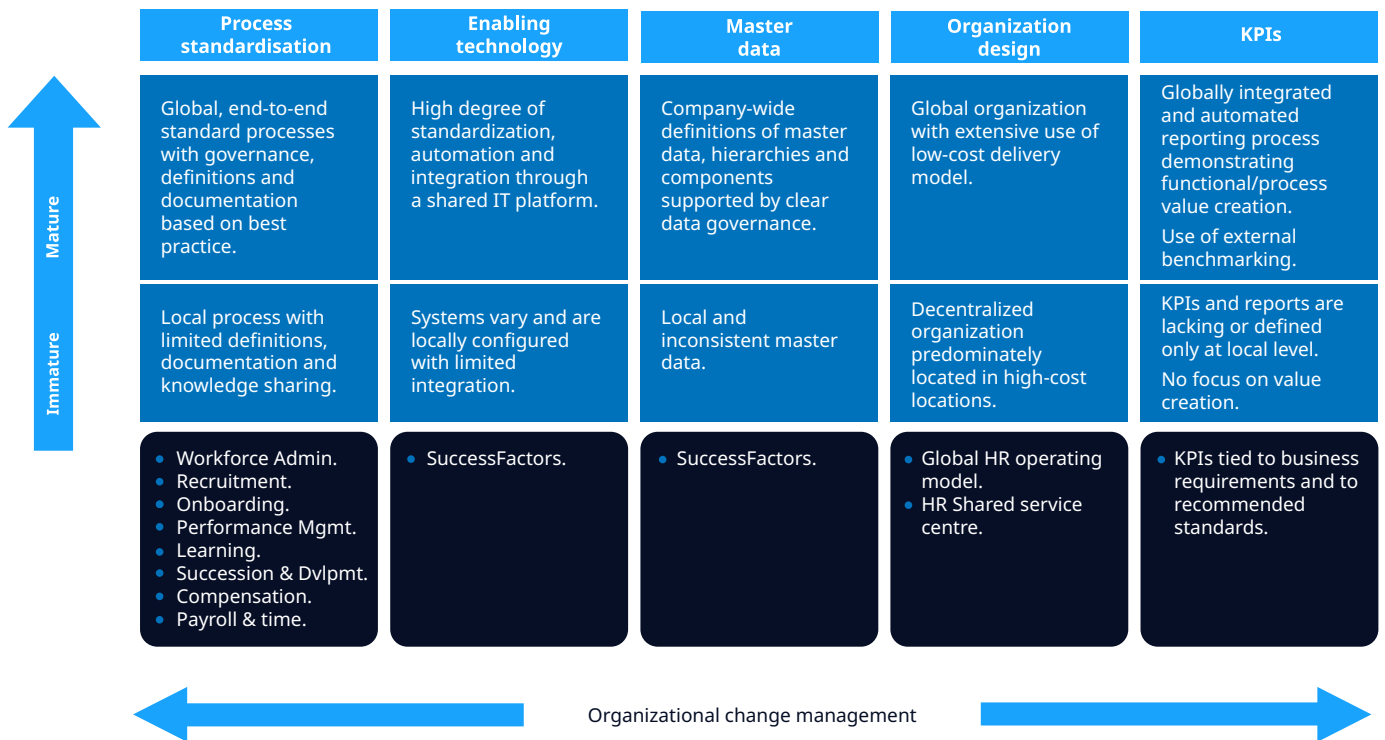 Process
standardisation
Enabling
technology
Master
data
Organization
design
KPIs
Mature
Global, end-to-end
standard processes
with governance,
definitions and
documentation
based on best
practice.
High degree of
standardization,
automation and
integration through
a shared IT platform.
Company-wide
definitions of master
data, hierarchies and
components
supported by clear
data governance.
Global organization
with extensive use of
low-cost delivery
model.
Globally integrated
and automated
reporting process
demonstrating
functional/process
value creation.
Use of external
benchmarking.
Immature
Local process with
limited definitions,
documentation and
knowledge sharing.
Systems vary and are
locally configured
with limited
integration.
Local and
inconsistent master
data.
Decentralized
organization
predominately
located in high-cost
locations.
KPIs and reports are
lacking or defined
only at local level.
No focus on value
creation.
• Workforce Admin.
• Recruitment.
• Onboarding.
• Performance Mgmt.
• Learning.
• Succession & Dvlpmt.
• Compensation.
• Payroll & time.
• SuccessFactors.
• SuccessFactors.
• Global HR operating
model.
• HR Shared service
centre.
• KPIs tied to business
requirements and to
recommended
standards.
Organizational change management